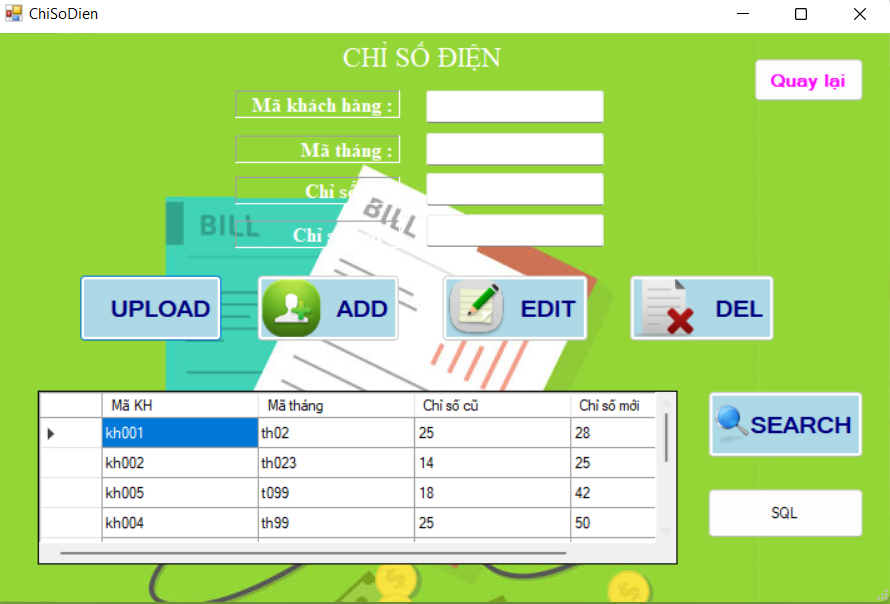 ChiSoDien
CHỈ SỐ ĐIỆN
Quay lại
Mã khách hàng :
Mã tháng :
Chỉ số
Chỉ
BILL
BILL
UPLOAD
ADD
EDIT
DEL
Mã KH Mã tháng Chỉ số cũ Chỉ số mới
kh001 th02 25 28
kh002 th023 14 25
kh005 t099 18 42
kh004 th99 25 50
SEARCH
SQL